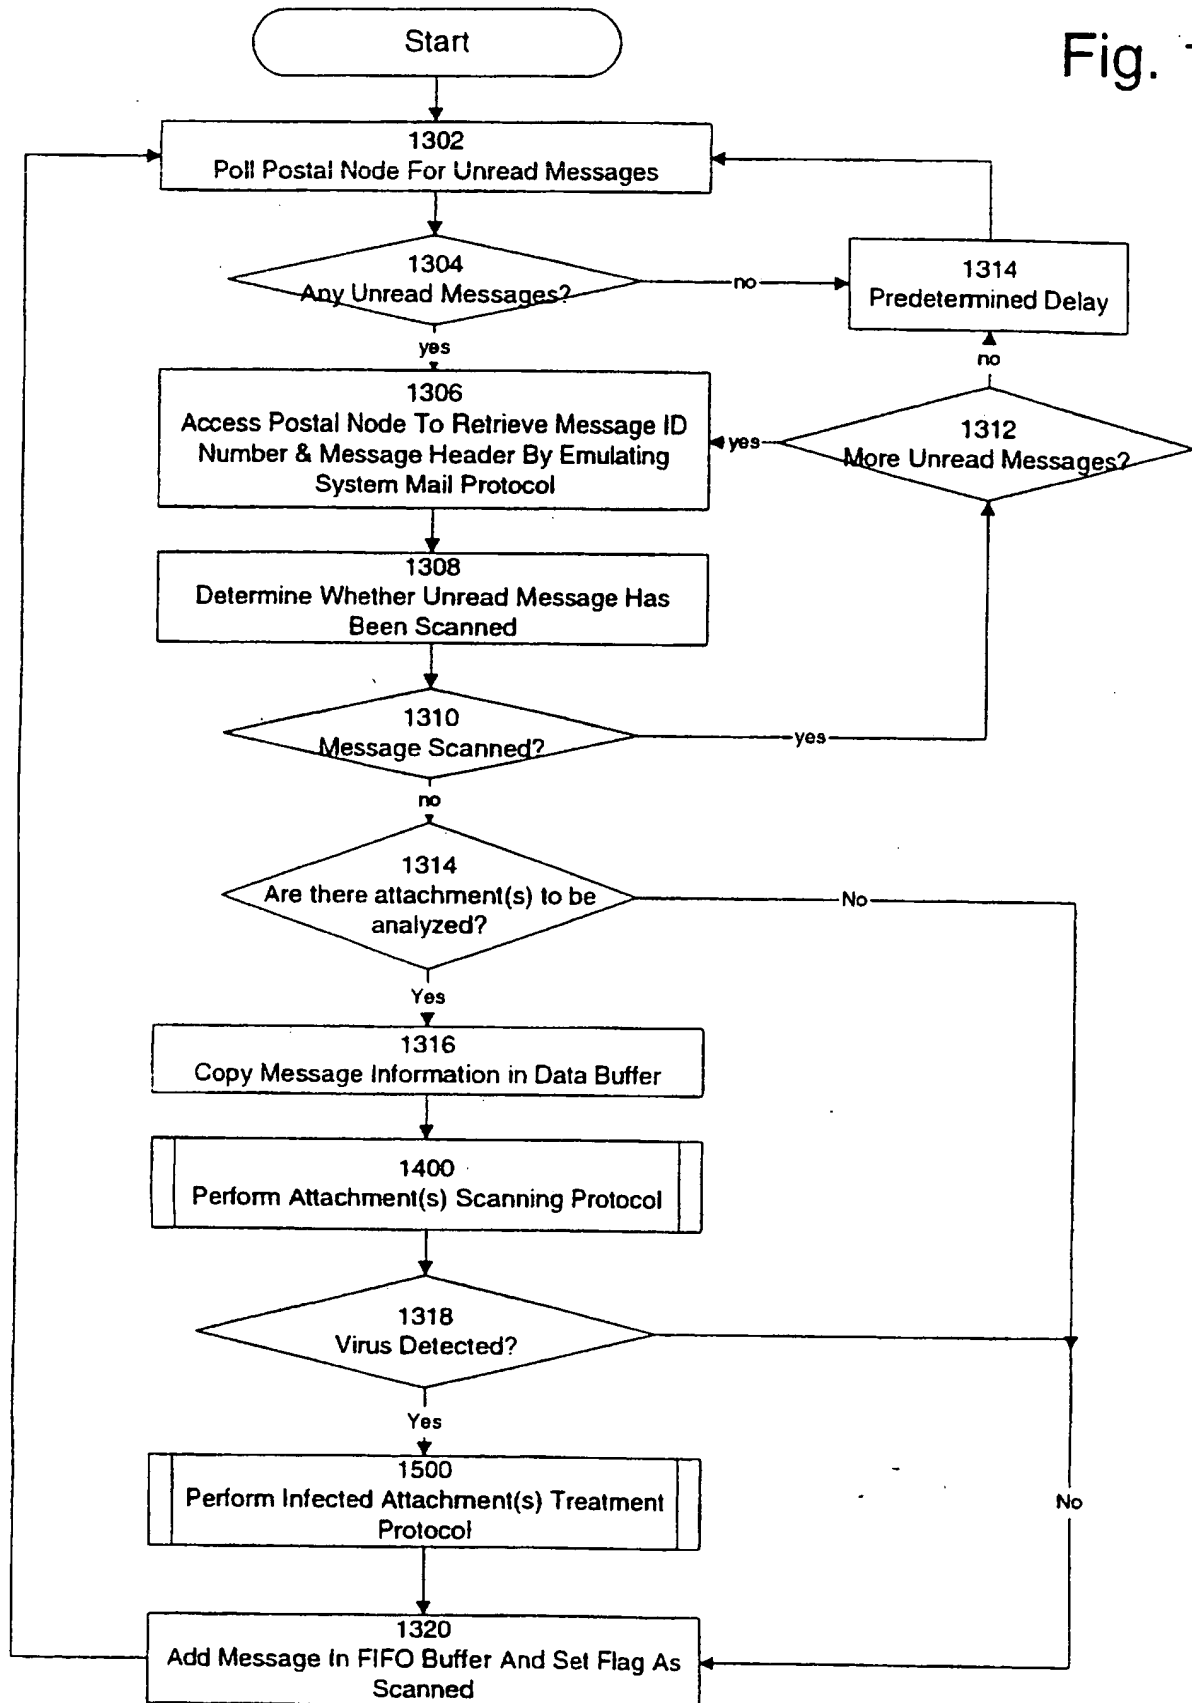 Start
Fig.
1302
Poll Postal Node For Unread Messages
1304
Any Unread Messages?
no
1314
Predetermined Delay
yes
no
1306
Access Postal Node To Retrieve Message ID
Number & Message Header By Emulating
System Mail Protocol
yes
1312
More Unread Messages?
1308
Determine Whether Unread Message Has
Been Scanned
1310
Message Scanned?
yes
no
1314
Are there attachment(s) to be
analyzed?
No
Yes
1316
Copy Message Information in Data Buffer
1400
Perform Attachment(s) Scanning Protocol
1318
Virus Detected?
Yes
1500
Perform Infected Attachment(s) Treatment
Protocol
No
1320
Add Message In FIFO Buffer And Set Flag As
Scanned